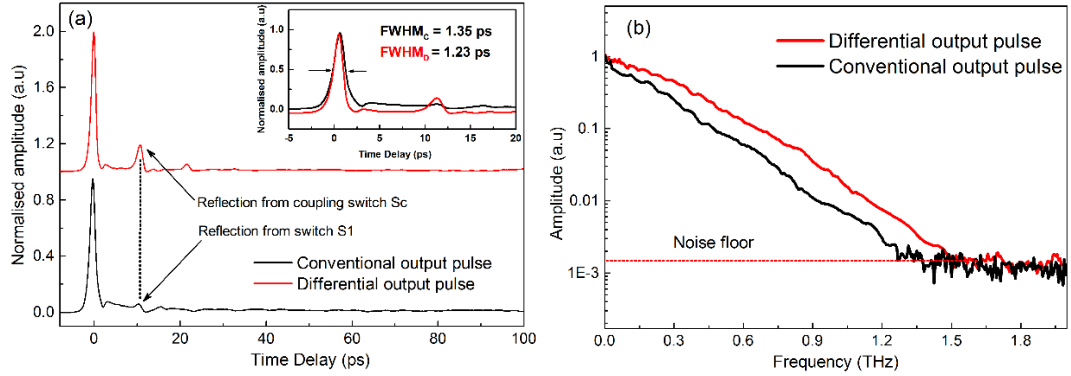 (a)
Normalised amplitude (a.u)
2.0
1.2
0.8
0.0
0
20
40
60
80
100
Time Delay (ps)
Reflection from coupling switch Sc
Reflection from switch S1
Conventional output pulse
Differential output pulse
Normalised amplitude (a.u)
1.0
0.5
0.0
-5
0
5
10
15
20
Time Delay (ps)
FWHMC = 1.35 ps
FWHMD = 1.23 ps
(b)
Amplitude (a.u)
1
0.1
0.01
1E-3
0.0
0.3
0.6
0.9
1.2
1.5
1.8
Frequency (THz)
Differential output pulse
Conventional output pulse
Noise floor